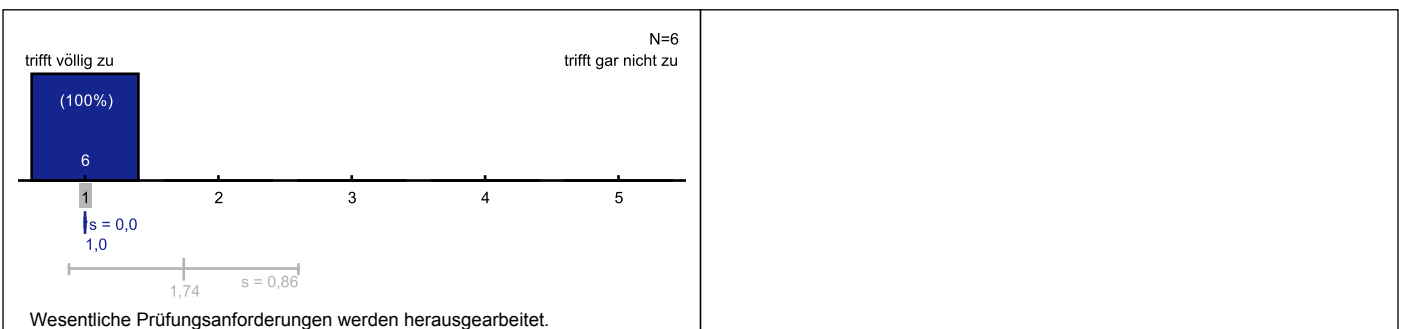 N=6
trifft völlig zu trifft gar nicht zu
(100%)
6
1 2 3 4 5
s = 0,0
1,0
s = 0,86
1,74
Wesentliche Prüfungsanforderungen werden herausgearbeitet.